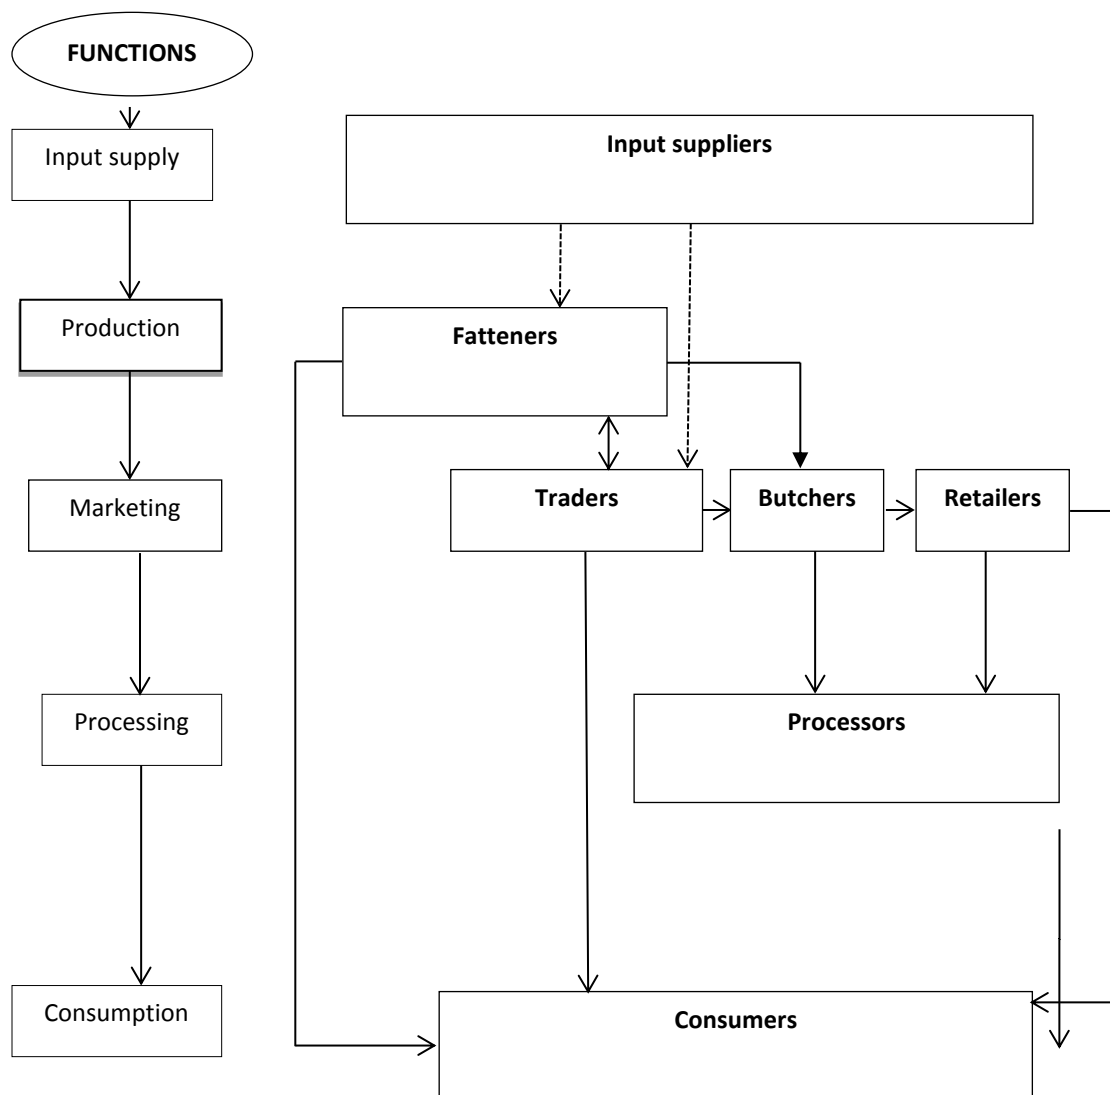 FUNCTIONS
Input supply
Input suppliers
Production
Fatteners
Marketing
Traders
Butchers
Retailers
Processing
Processors
Consumption
Consumers